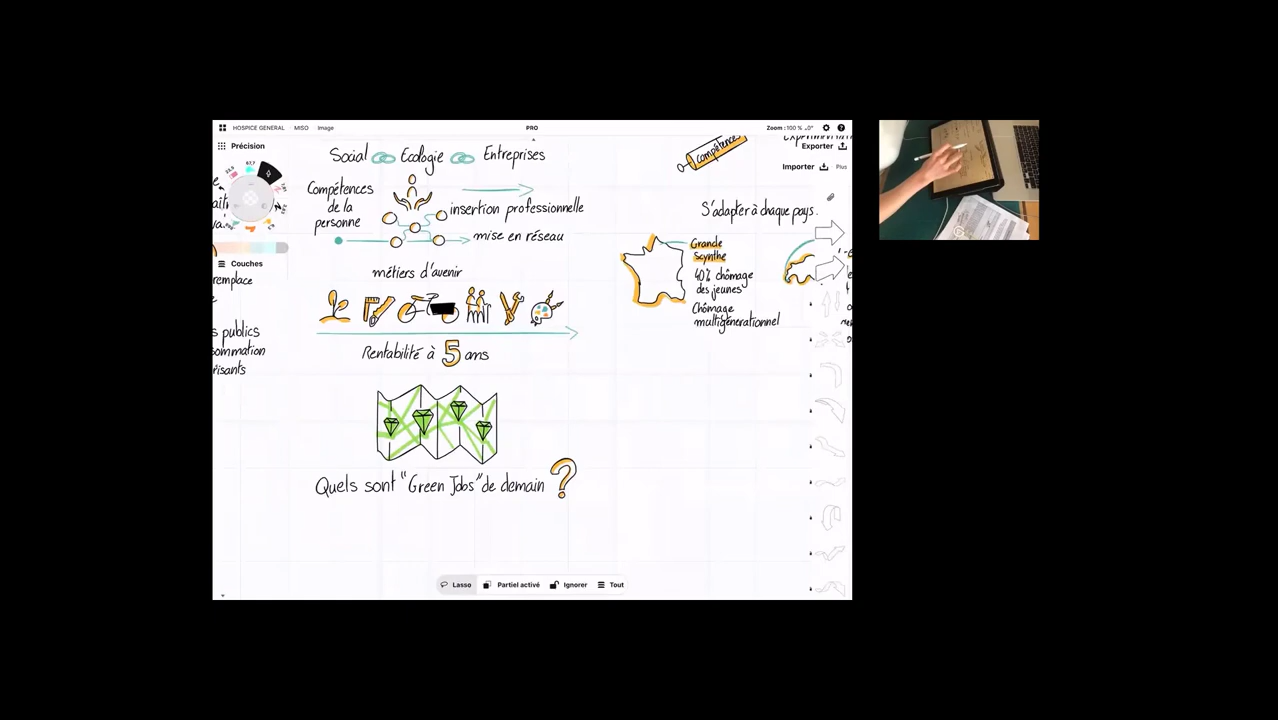 HOSPICE GENERAL MISO Image
PRO
Zoom : 100 % 0°
Précision
Exporter
Importer
Plus
Couches
Social Ecologie Entreprises
Compétences
de la
personne
insertion professionnelle
mise en réseau
métiers d'avenir
Rentabilité à 5 ans
Quels sont "Green Jobs" de demain ?
compétences
S'adapter à chaque pays.
Grande
Scynthe
40% chômage
des jeunes
Chômage
multigénérationnel
remplace
s publics
sommation
risants
Lasso Partiel activé Ignorer Tout